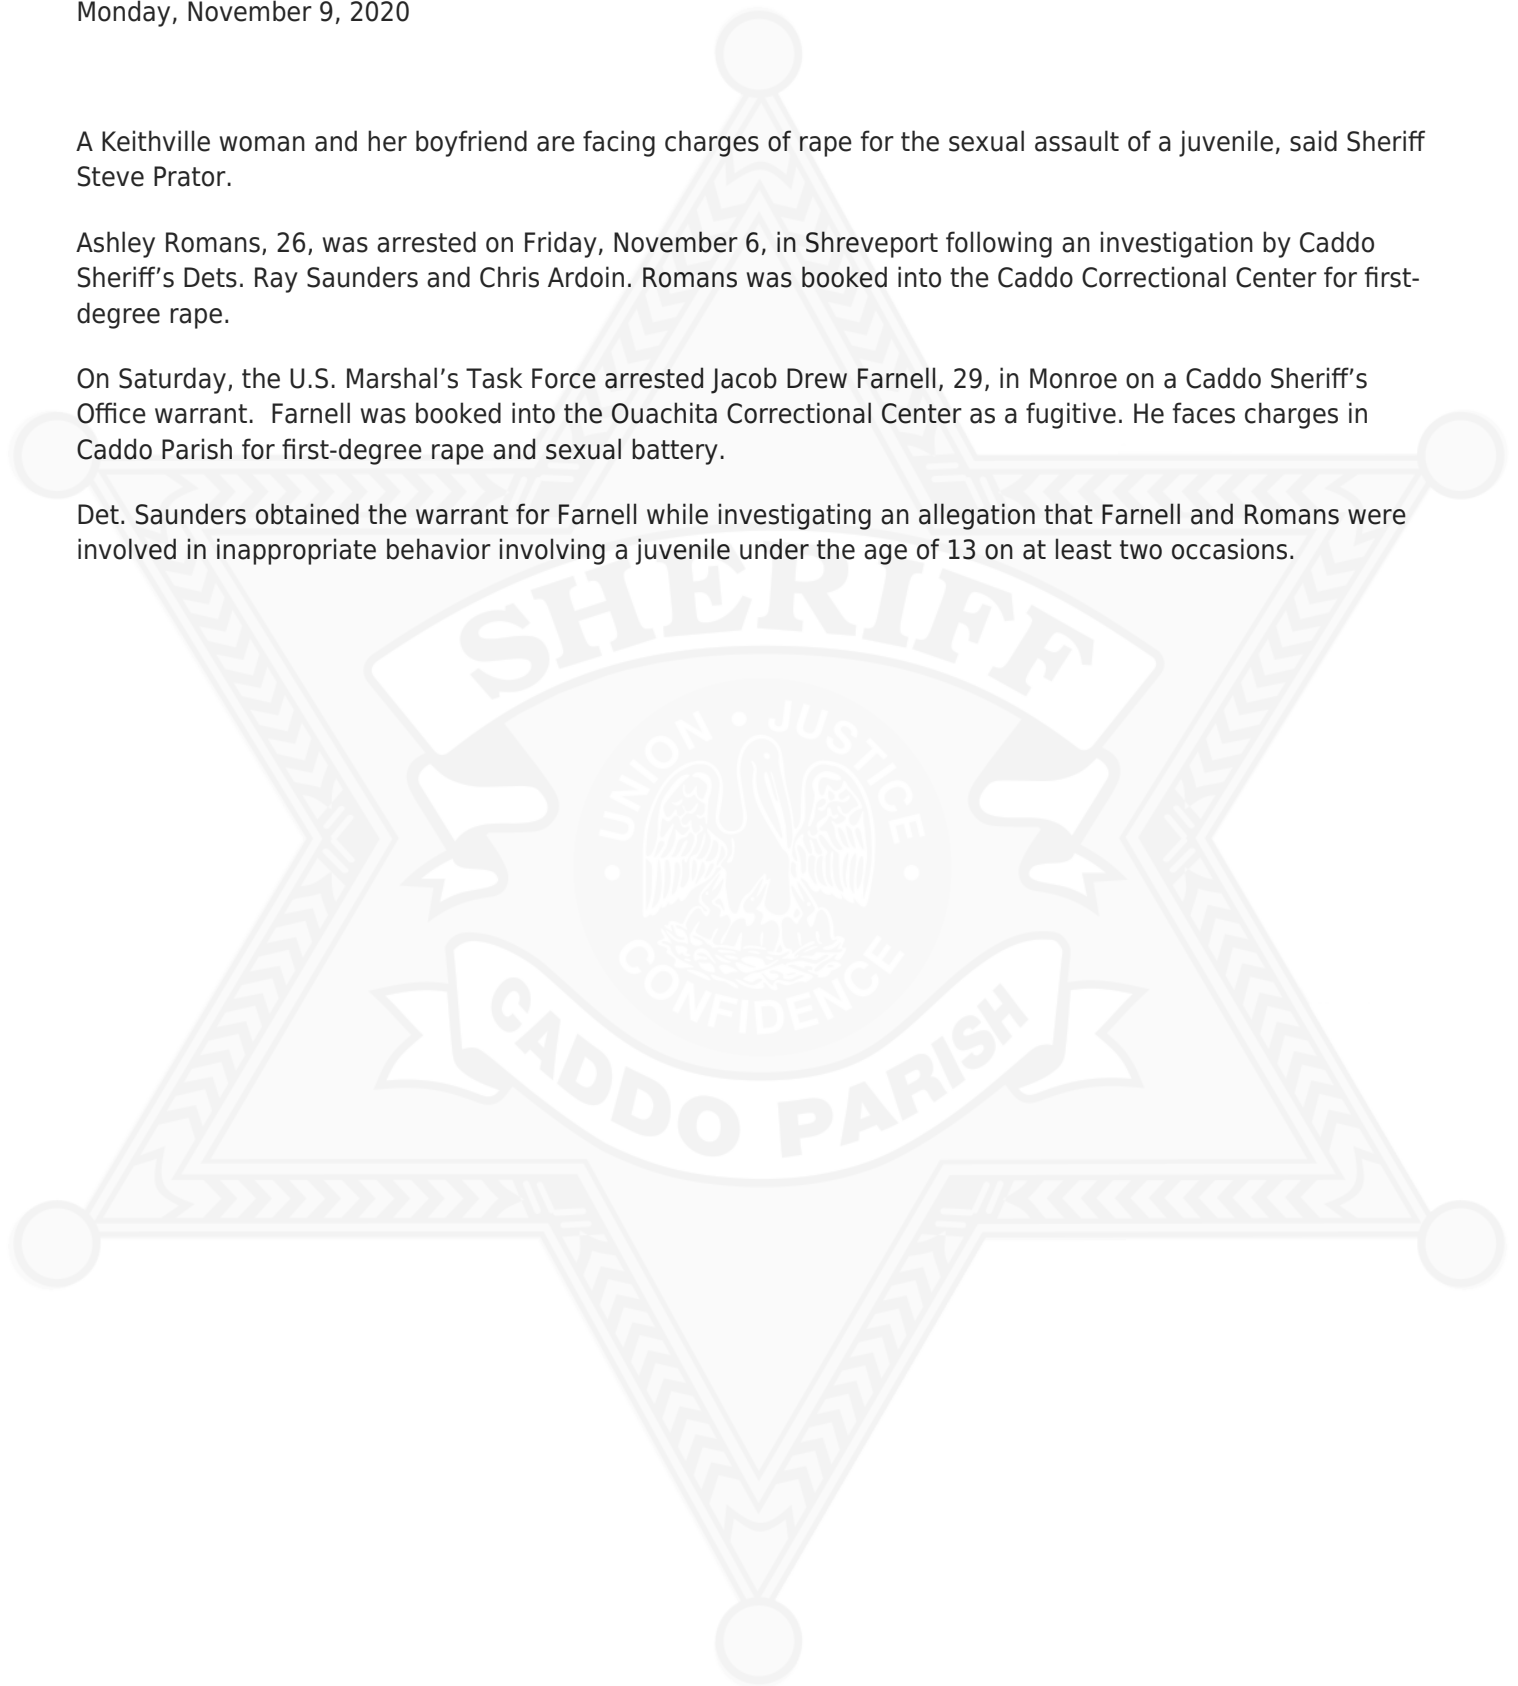 Monday, November 9, 2020
A Keithville woman and her boyfriend are facing charges of rape for the sexual assault of a juvenile, said Sheriff
Steve Prator.
Ashley Romans, 26, was arrested on Friday, November 6, in Shreveport following an investigation by Caddo
Sheriff’s Dets. Ray Saunders and Chris Ardoin. Romans was booked into the Caddo Correctional Center for first-
degree rape.
On Saturday, the U.S. Marshal’s Task Force arrested Jacob Drew Farnell, 29, in Monroe on a Caddo Sheriff’s
Office warrant.  Farnell was booked into the Ouachita Correctional Center as a fugitive. He faces charges in
Caddo Parish for first-degree rape and sexual battery.
Det. Saunders obtained the warrant for Farnell while investigating an allegation that Farnell and Romans were
involved in inappropriate behavior involving a juvenile under the age of 13 on at least two occasions.
SHERIFF
UNION • JUSTICE
• CONFIDENCE •
CADDO PARISH